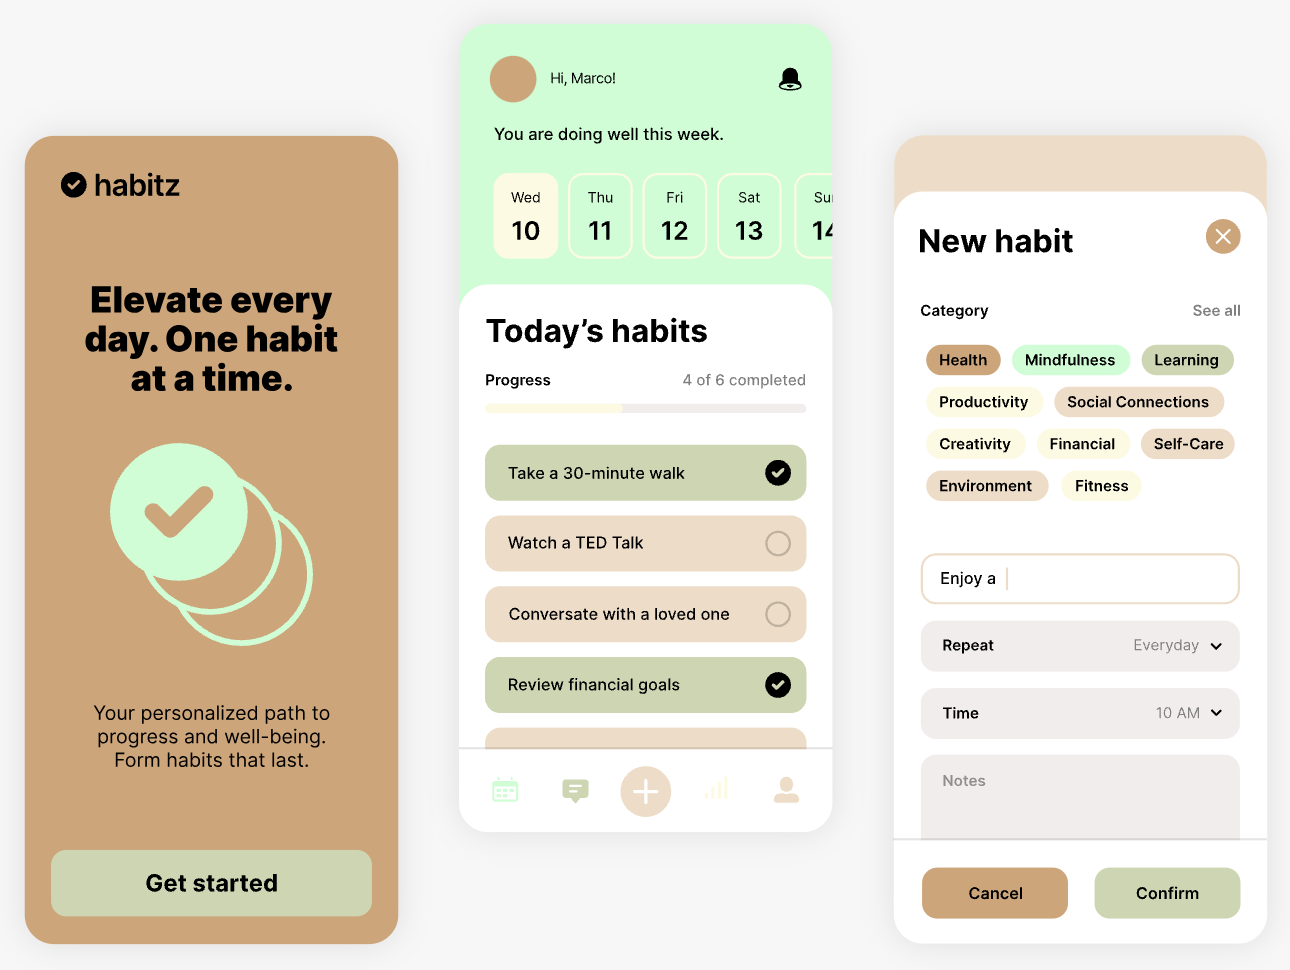 habitz
Elevate every
day. One habit
at a time.
Your personalized path to
progress and well-being.
Form habits that last.
Get started
Hi, Marco!
You are doing well this week.
Wed Thu Fri Sat Sun
10 11 12 13 14
Today's habits
Progress 4 of 6 completed
Take a 30-minute walk
Watch a TED Talk
Conversate with a loved one
Review financial goals
New habit
Category See all
Health Mindfulness Learning
Productivity Social Connections
Creativity Financial Self-Care
Environment Fitness
Enjoy a
Repeat Everyday
Time 10 AM
Notes
Cancel Confirm